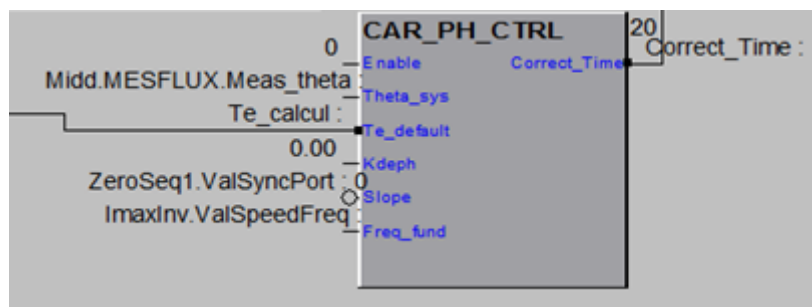 CAR_PH_CTRL
20
0
Enable
Correct_Time
Correct_Time :
Midd.MESFLUX.Meas_theta :
Theta_sys
Te_calcul :
Te_default
0.00
Kdeph
ZeroSeq1.ValSyncPort : 0
Slope
ImaxInv.ValSpeedFreq :
Freq_fund